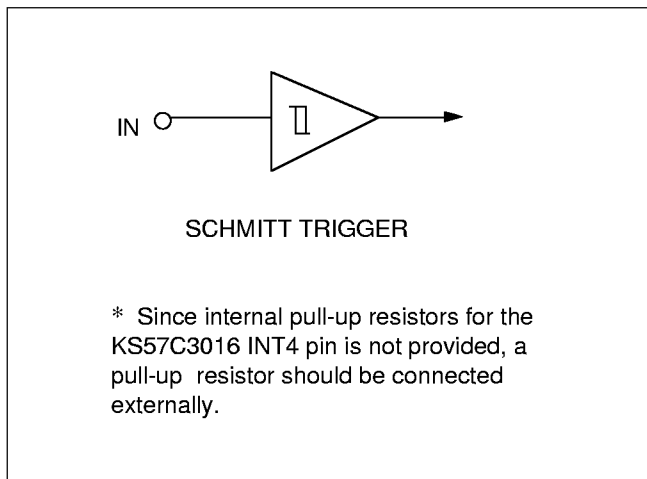 IN
SCHMITT TRIGGER
* Since internal pull-up resistors for the
KS57C3016 INT4 pin is not provided, a
pull-up resistor should be connected
externally.